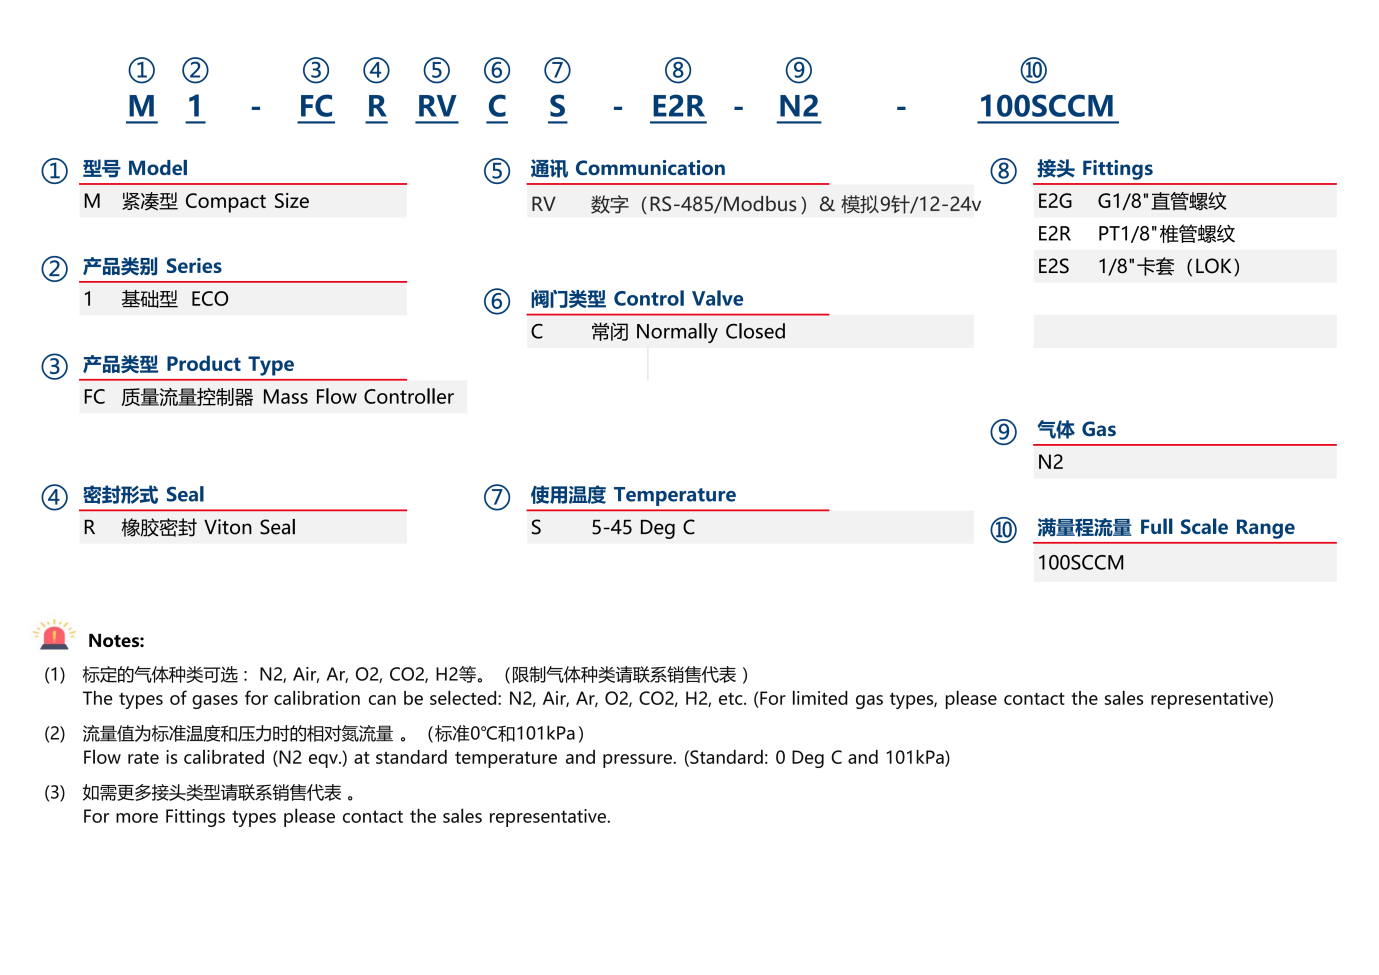 ① ② ③ ④ ⑤ ⑥ ⑦ ⑧ ⑨ ⑩
M 1 - FC R RV C S - E2R - N2 - 100SCCM
① 型号 Model
M 紧凑型 Compact Size
② 产品类别 Series
1 基础型 ECO
③ 产品类型 Product Type
FC 质量流量控制器 Mass Flow Controller
④ 密封形式 Seal
R 橡胶密封 Viton Seal
⑤ 通讯 Communication
RV 数字（RS-485/Modbus）& 模拟9针/12-24v
⑥ 阀门类型 Control Valve
C 常闭 Normally Closed
⑦ 使用温度 Temperature
S 5-45 Deg C
⑧ 接头 Fittings
E2G G1/8"直管螺纹
E2R PT1/8"椎管螺纹
E2S 1/8"卡套（LOK）
⑨ 气体 Gas
N2
⑩ 满量程流量 Full Scale Range
100SCCM
Notes:
(1) 标定的气体种类可选： N2, Air, Ar, O2, CO2, H2等。（限制气体种类请联系销售代表 ）
The types of gases for calibration can be selected: N2, Air, Ar, O2, CO2, H2, etc. (For limited gas types, please contact the sales representative)
(2) 流量值为标准温度和压力时的相对氮流量 。（标准0℃和101kPa）
Flow rate is calibrated (N2 eqv.) at standard temperature and pressure. (Standard: 0 Deg C and 101kPa)
(3) 如需更多接头类型请联系销售代表 。
For more Fittings types please contact the sales representative.